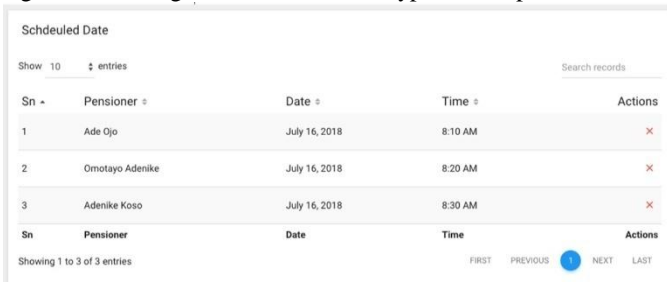 Schdeuled Date
Show 10 entries
Search records
Sn Pensioner Date Time Actions
1 Ade Ojo July 16, 2018 8:10 AM ×
2 Omotayo Adenike July 16, 2018 8:20 AM ×
3 Adenike Koso July 16, 2018 8:30 AM ×
Sn Pensioner Date Time Actions
Showing 1 to 3 of 3 entries FIRST PREVIOUS 1 NEXT LAST